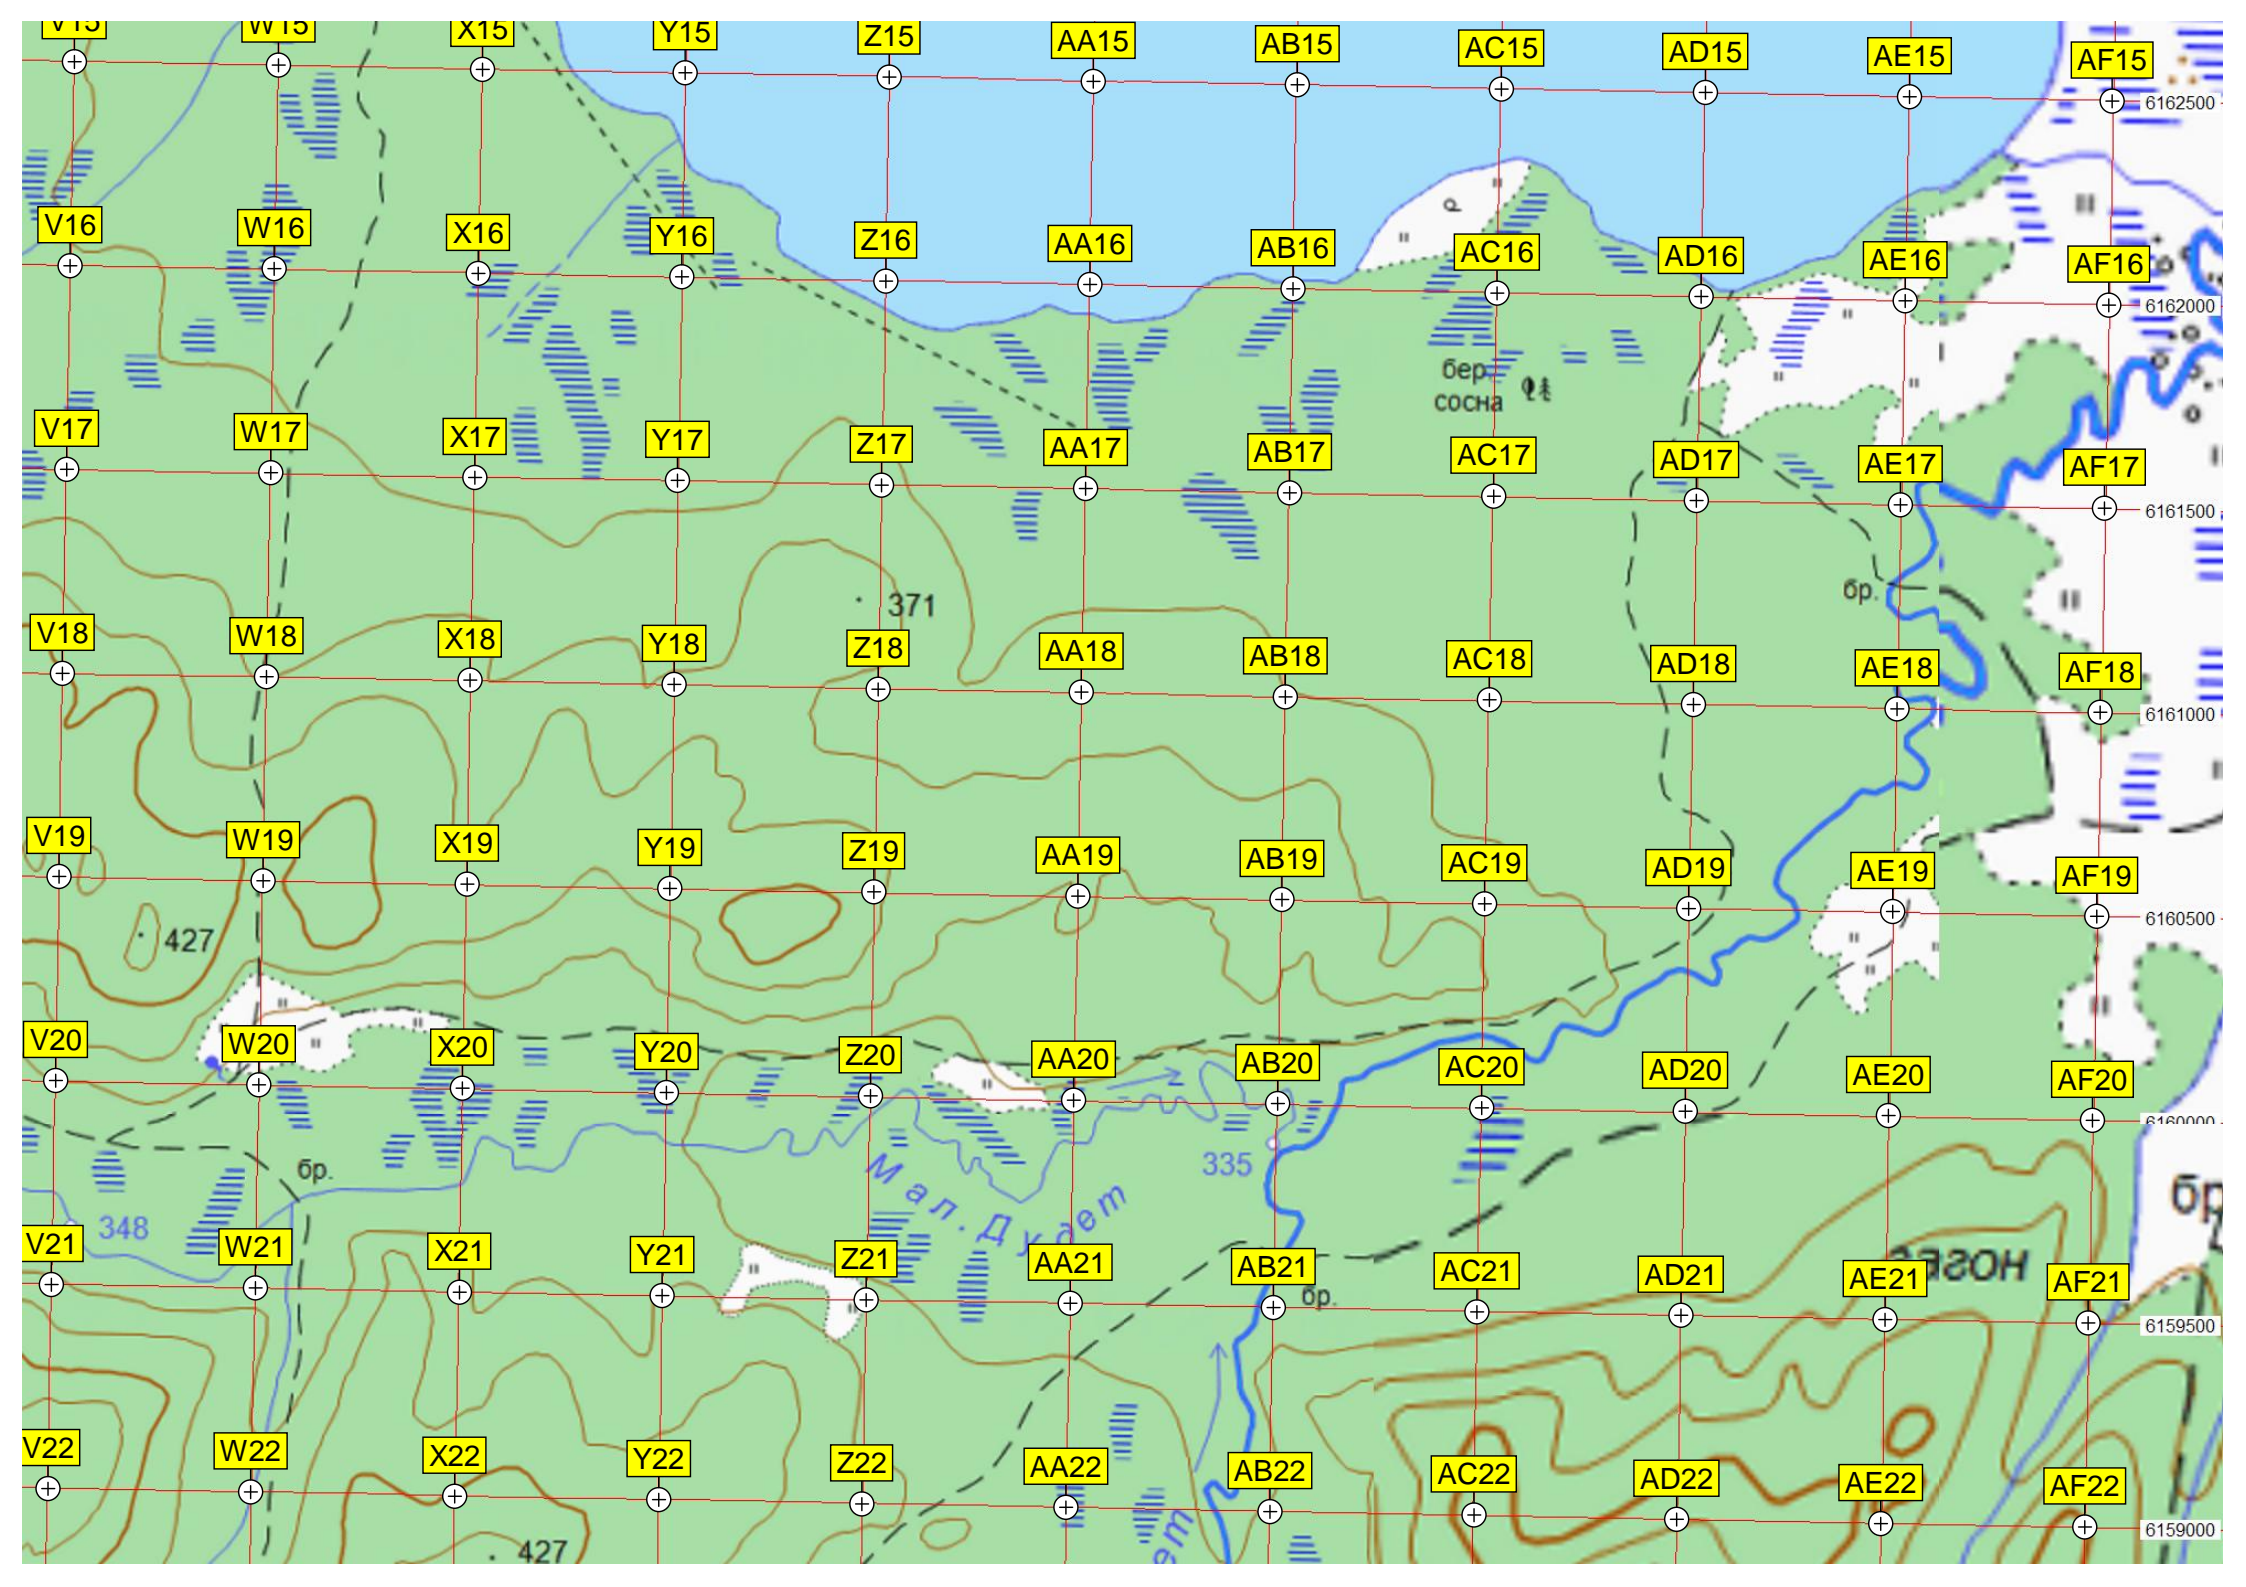 V15 W15 X15 Y15 Z15 AA15 AB15 AC15 AD15 AE15 AF15
6162500
р
V16 W16 X16 Y16 Z16 AA16 AB16 AC16 AD16 AE16 AF16
6162000
бер.
сосна
V17 W17 X17 Y17 Z17 AA17 AB17 AC17 AD17 AE17 AF17
6161500
бр.
371
V18 W18 X18 Y18 Z18 AA18 AB18 AC18 AD18 AE18 AF18
6161000
V19 W19 X19 Y19 Z19 AA19 AB19 AC19 AD19 AE19 AF19
6160500
427
V20 W20 X20 Y20 Z20 AA20 AB20 AC20 AD20 AE20 AF20
6160000
бр.
335
Мал. Дудет
бр
348
V21 W21 X21 Y21 Z21 AA21 AB21 AC21 AD21 AE21 AF21
бр.
6159500
V22 W22 X22 Y22 Z22 AA22 AB22 AC22 AD22 AE22 AF22
6159000
427
ет